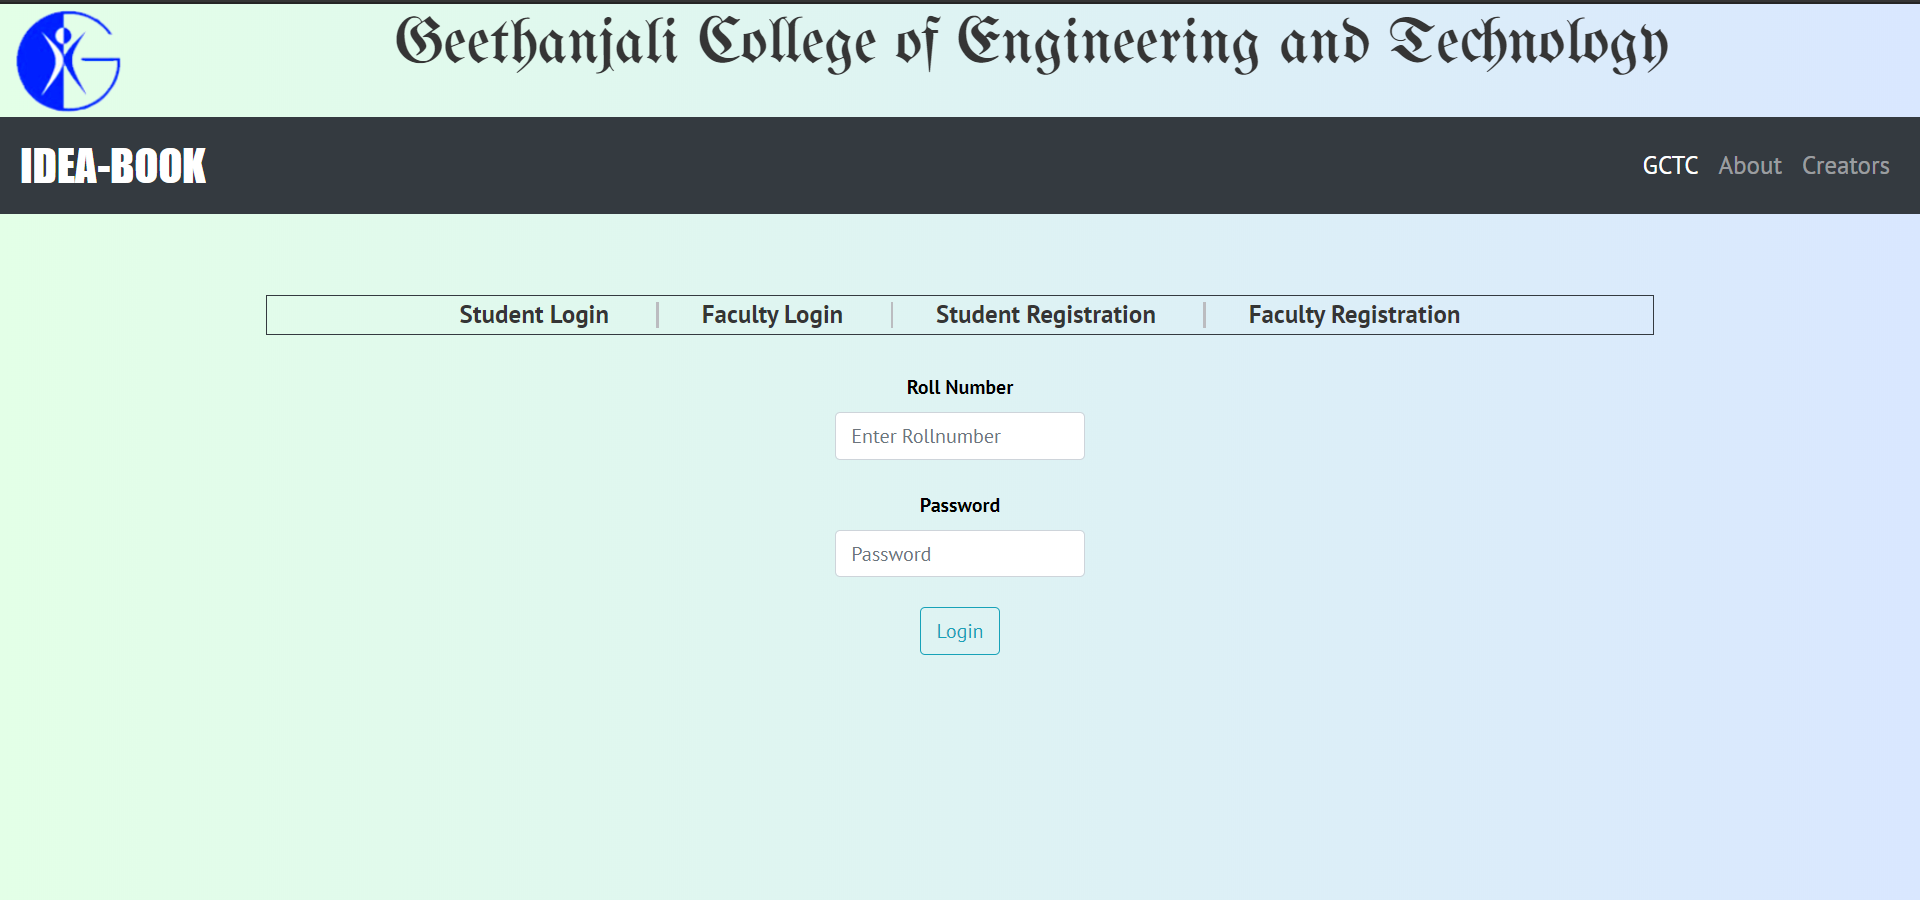 Geethanjali College of Engineering and Technology
IDEA-BOOK
GCTC About Creators
Student Login | Faculty Login | Student Registration | Faculty Registration
Roll Number
Enter Rollnumber
Password
Password
Login